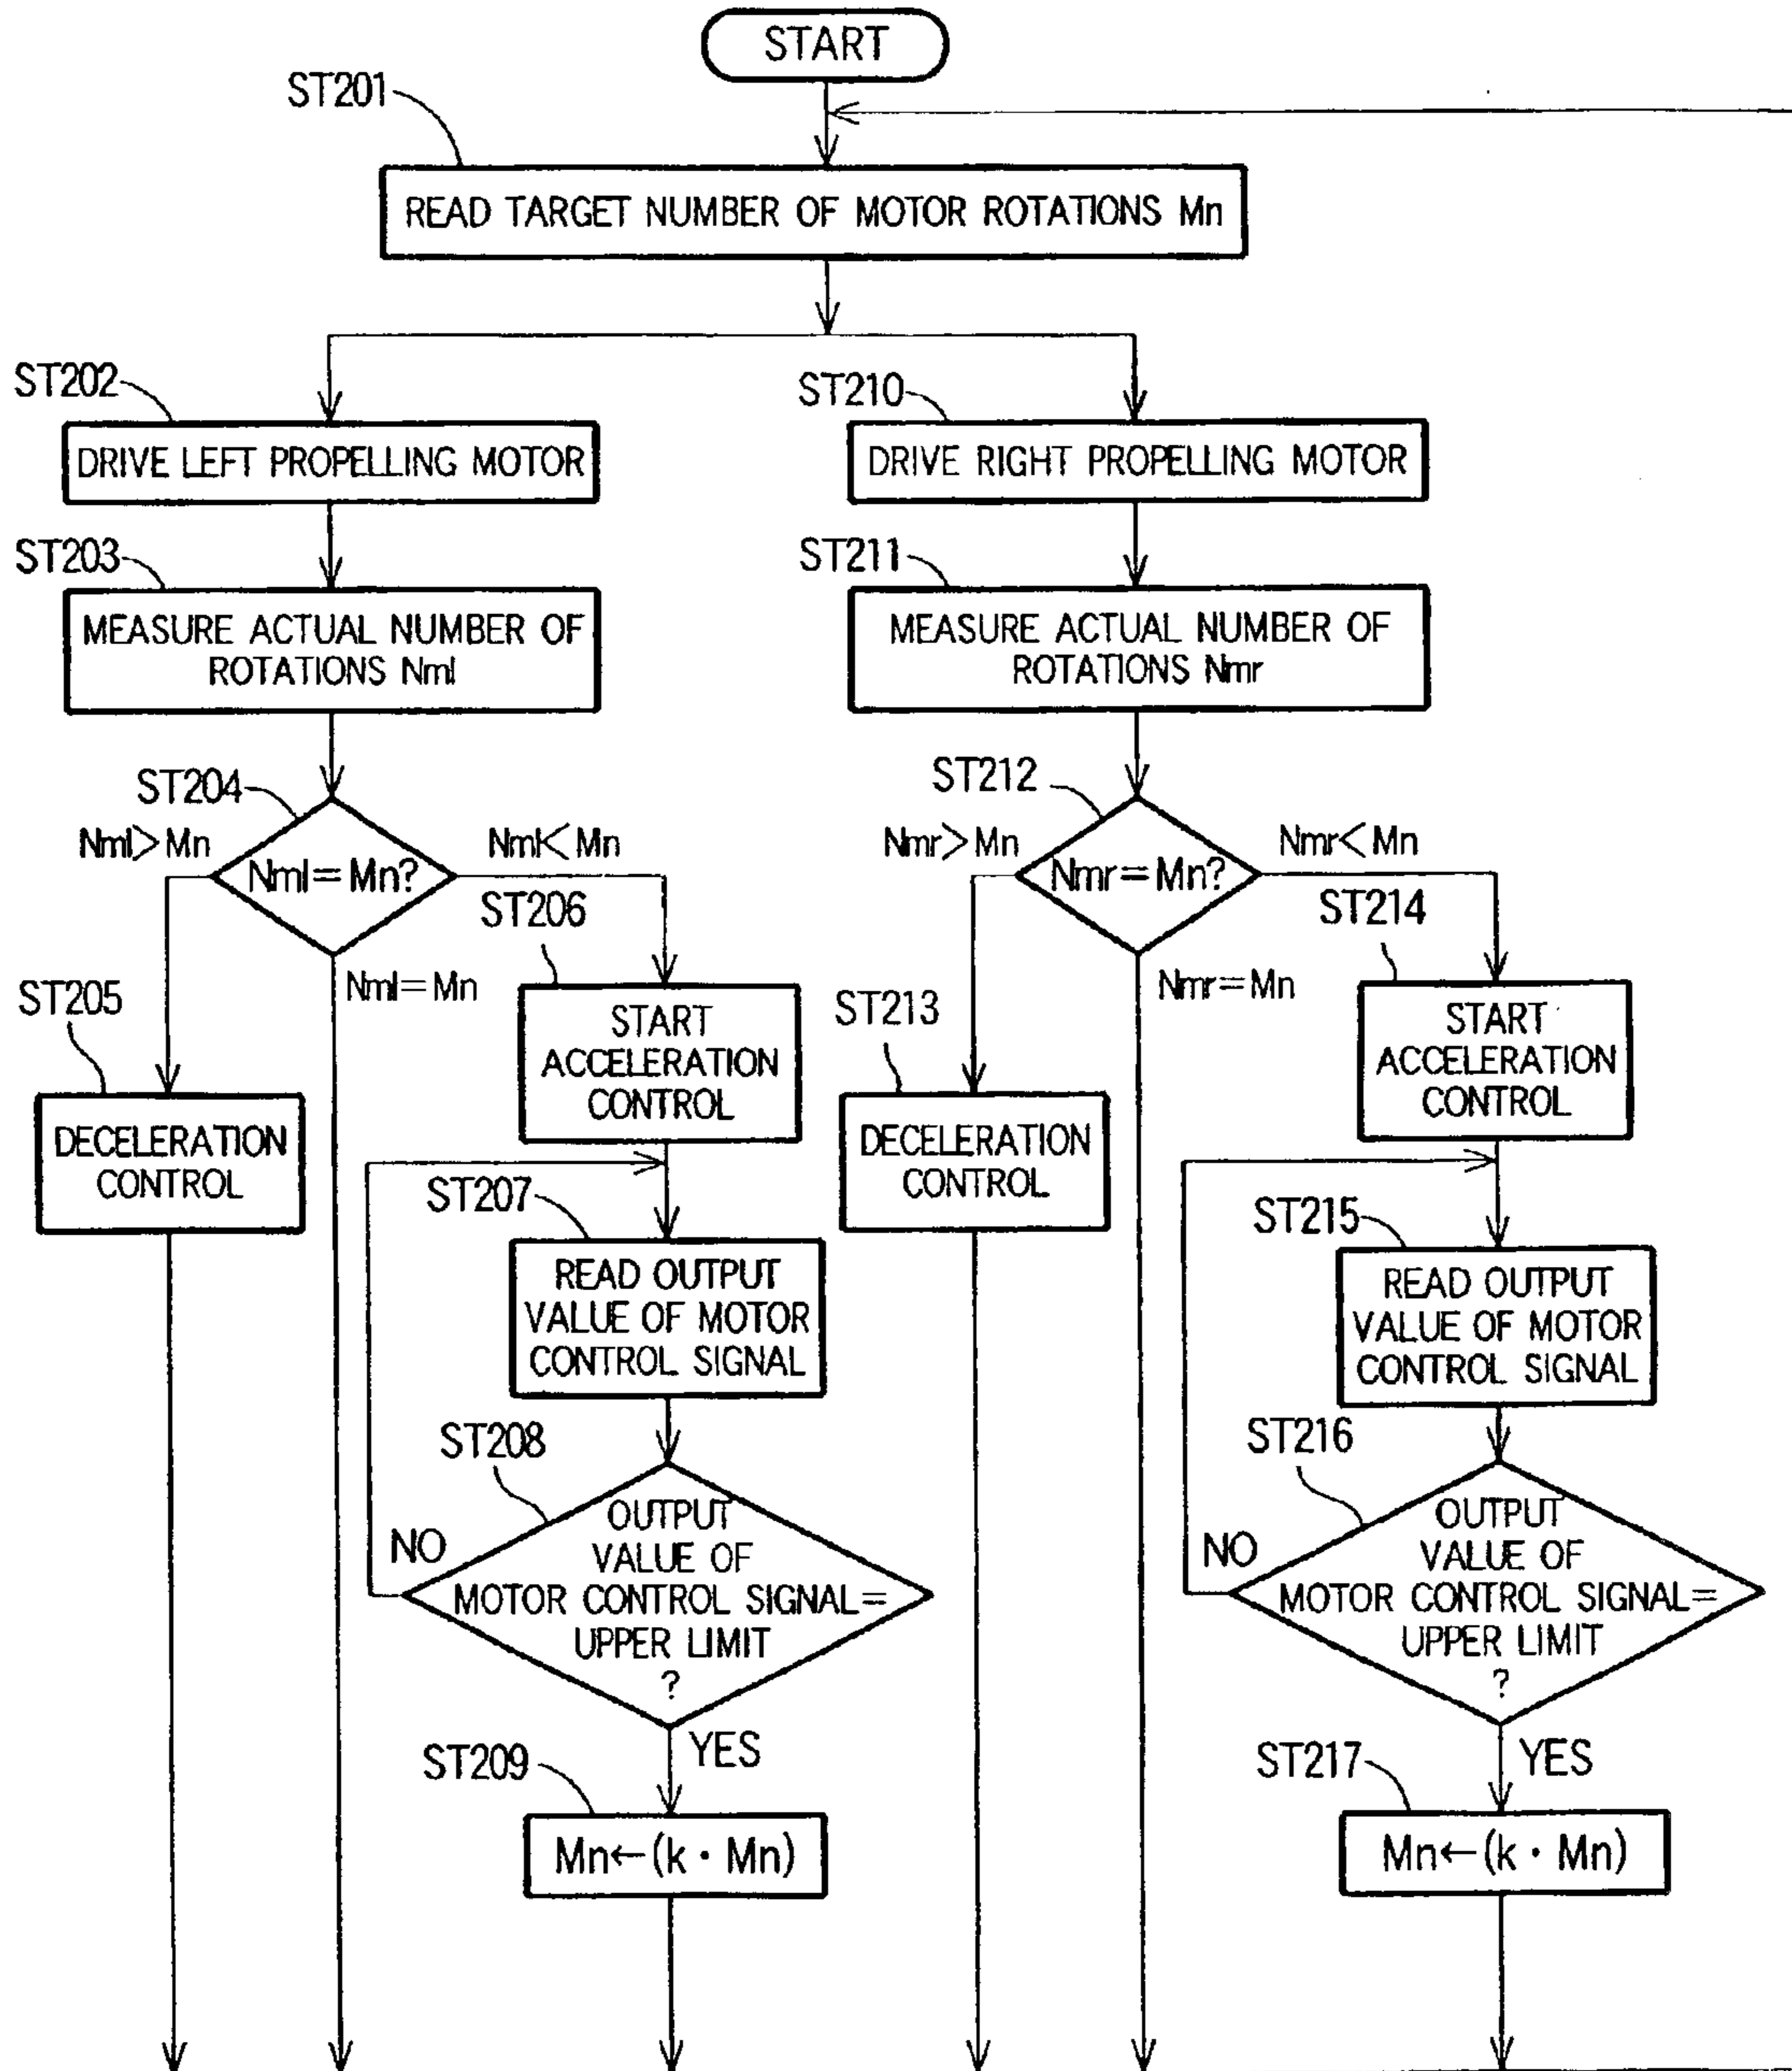 START
ST201
READ TARGET NUMBER OF MOTOR ROTATIONS Mn
ST202
DRIVE LEFT PROPELLING MOTOR
ST210
DRIVE RIGHT PROPELLING MOTOR
ST203
MEASURE ACTUAL NUMBER OF
ROTATIONS Nml
ST211
MEASURE ACTUAL NUMBER OF
ROTATIONS Nmr
ST204
Nml>Mn
Nml=Mn?
Nml<Mn
Nml=Mn
ST212
Nmr>Mn
Nmr=Mn?
Nmr<Mn
Nmr=Mn
ST205
DECELERATION
CONTROL
ST206
START
ACCELERATION
CONTROL
ST213
DECELERATION
CONTROL
ST214
START
ACCELERATION
CONTROL
ST207
READ OUTPUT
VALUE OF MOTOR
CONTROL SIGNAL
ST215
READ OUTPUT
VALUE OF MOTOR
CONTROL SIGNAL
ST208
OUTPUT
VALUE OF
MOTOR CONTROL SIGNAL=
UPPER LIMIT
?
NO
YES
ST216
OUTPUT
VALUE OF
MOTOR CONTROL SIGNAL=
UPPER LIMIT
?
NO
YES
ST209
Mn←(k・Mn)
ST217
Mn←(k・Mn)